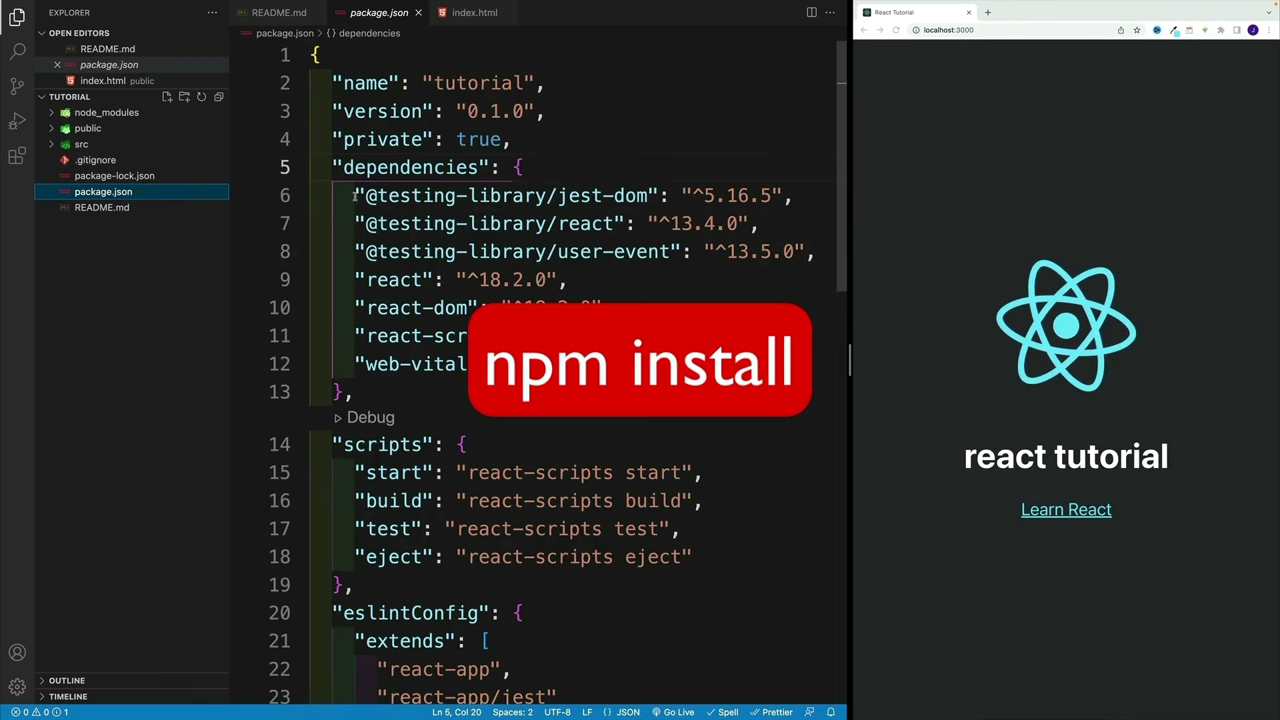 EXPLORER
OPEN EDITORS
README.md
package.json
index.html public
TUTORIAL
node_modules
public
src
.gitignore
package-lock.json
package.json
README.md
OUTLINE
TIMELINE
README.md
package.json
index.html
package.json
{} dependencies
1 {
2 "name": "tutorial",
3 "version": "0.1.0",
4 "private": true,
5 "dependencies": {
6 "@testing-library/jest-dom": "^5.16.5",
7 "@testing-library/react": "^13.4.0",
8 "@testing-library/user-event": "^13.5.0",
9 "react": "^18.2.0",
10 "react-dom"
11 "react-scr
12 "web-vital
13 },
npm install
Debug
14 "scripts": {
15 "start": "react-scripts start",
16 "build": "react-scripts build",
17 "test": "react-scripts test",
18 "eject": "react-scripts eject"
19 },
20 "eslintConfig": {
21 "extends": [
22 "react-app",
23 "react-app/jest"
0 0 1
Ln 5, Col 20
Spaces: 2
UTF-8
LF
{} JSON
Go Live
Spell
Prettier
React Tutorial
localhost:3000
J
react tutorial
Learn React